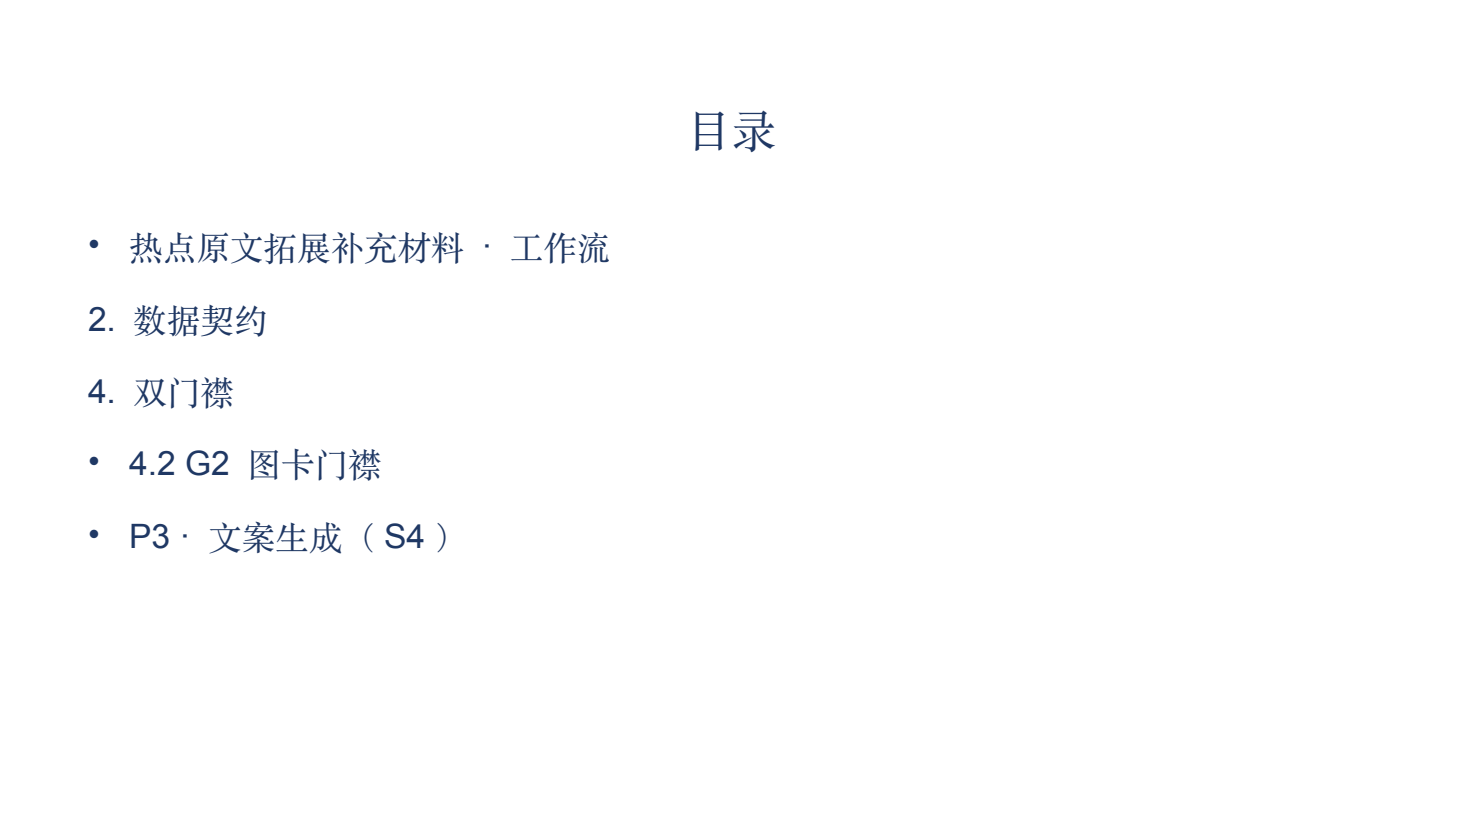 目录
• 热点原文拓展补充材料 · 工作流
2. 数据契约
4. 双门襟
• 4.2 G2 图卡门襟
• P3 · 文案生成（S4）